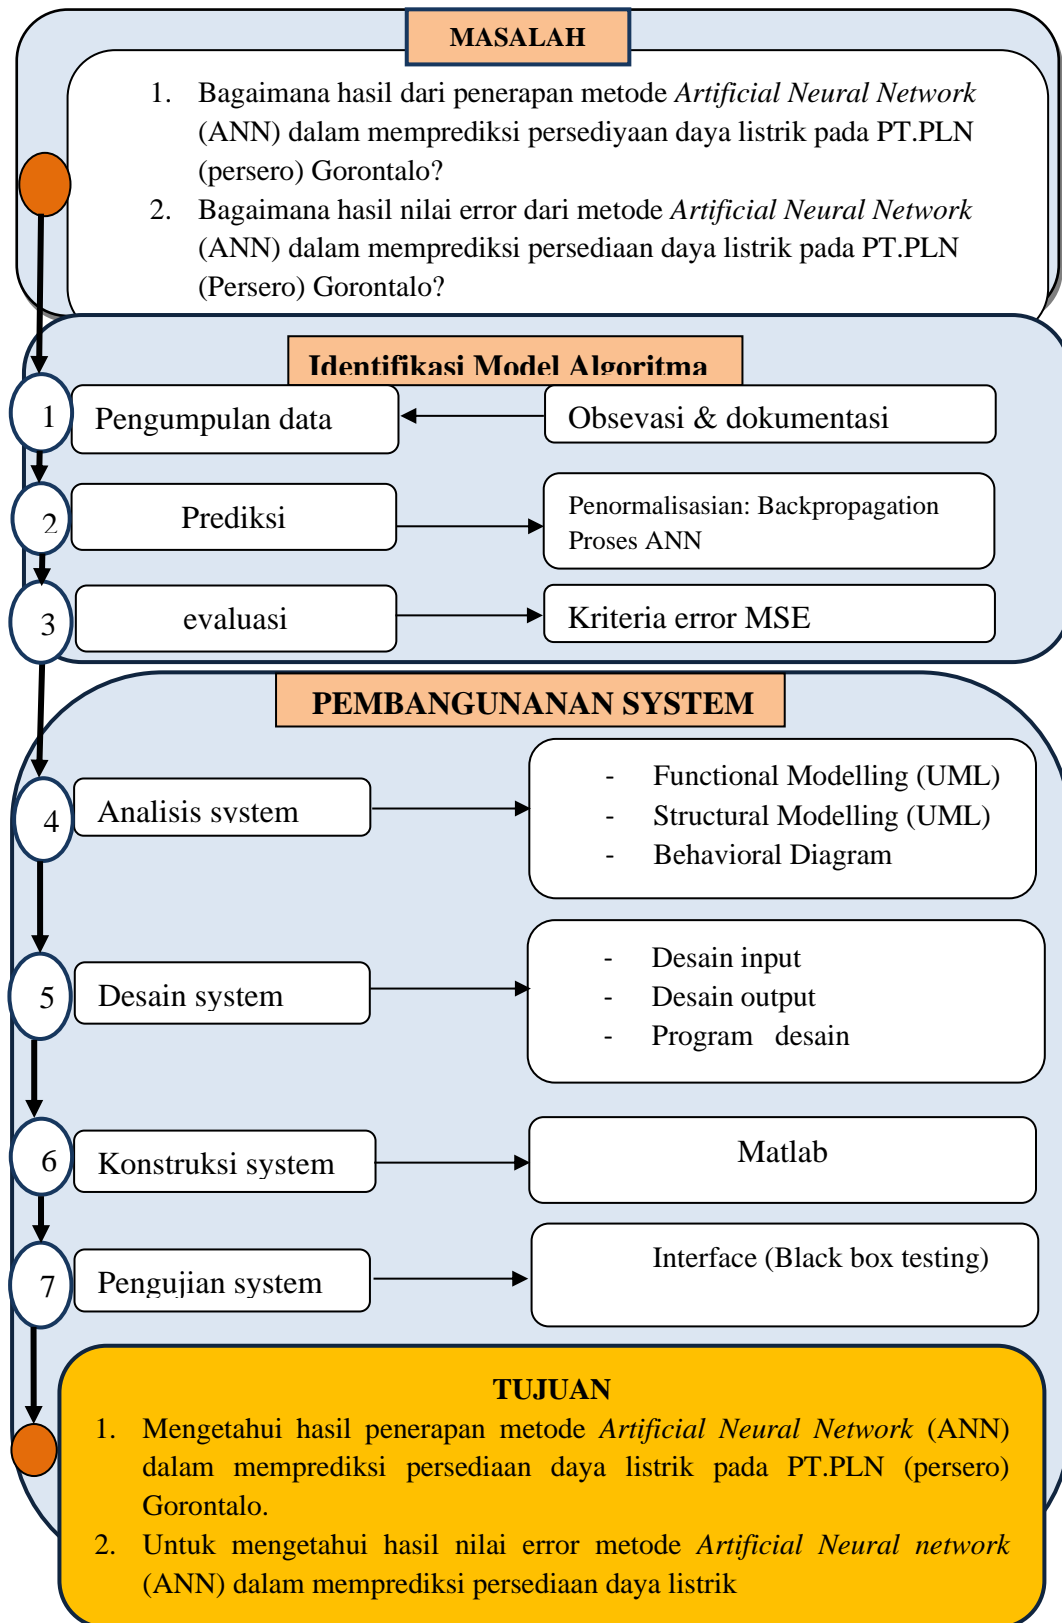 MASALAH
1. Bagaimana hasil dari penerapan metode Artificial Neural Network
(ANN) dalam memprediksi persediyaan daya listrik pada PT.PLN
(persero) Gorontalo?
2. Bagaimana hasil nilai error dari metode Artificial Neural Network
(ANN) dalam memprediksi persediaan daya listrik pada PT.PLN
(Persero) Gorontalo?
Identifikasi Model Algoritma
1 Pengumpulan data Obsevasi & dokumentasi
2 Prediksi Penormalisasian: Backpropagation
Proses ANN
3 evaluasi Kriteria error MSE
PEMBANGUNANAN SYSTEM
- Functional Modelling (UML)
4 Analisis system - Structural Modelling (UML)
- Behavioral Diagram
- Desain input
5 Desain system - Desain output
- Program desain
6 Konstruksi system Matlab
7 Pengujian system Interface (Black box testing)
TUJUAN
1. Mengetahui hasil penerapan metode Artificial Neural Network (ANN)
dalam memprediksi persediaan daya listrik pada PT.PLN (persero)
Gorontalo.
2. Untuk mengetahui hasil nilai error metode Artificial Neural network
(ANN) dalam memprediksi persediaan daya listrik